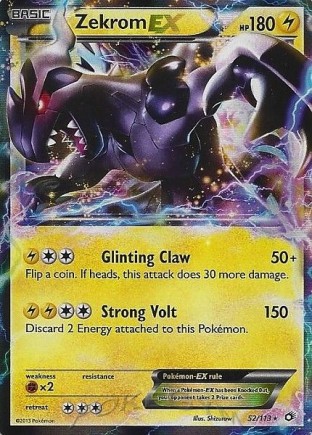 BASIC
Zekrom EX HP180
Glinting Claw 50+
Flip a coin. If heads, this attack does 30 more damage.
Strong Volt 150
Discard 2 Energy attached to this Pokémon.
weakness resistance
×2
Pokémon-EX rule
When a Pokémon-EX has been Knocked Out,
your opponent takes 2 Prize cards.
retreat
©2013 Pokémon Illus. Shizurow 52/113 ★